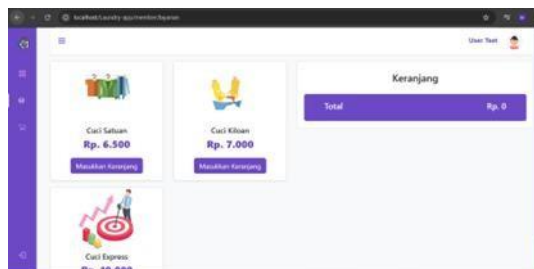 User Test
Cuci Satuan
Rp. 6.500
Masukkan Keranjang
Cuci Kiloan
Rp. 7.000
Masukkan Keranjang
Cuci Express
Keranjang
Total Rp. 0